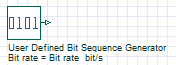 0101
User Defined Bit Sequence Generator
Bit rate = Bit rate bit/s